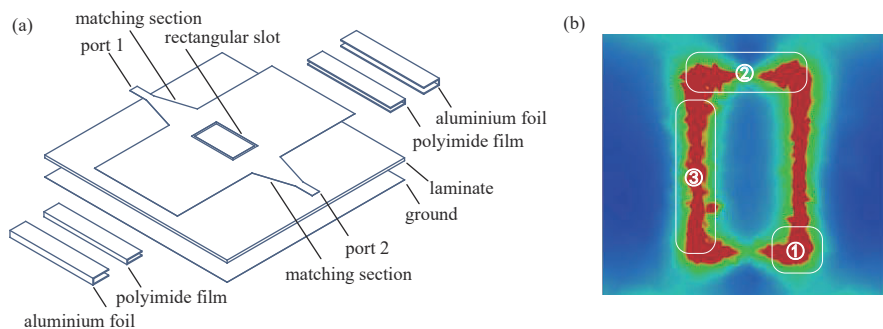 (a)
matching section
port 1
rectangular slot
aluminium foil
polyimide film
laminate
ground
port 2
matching section
polyimide film
aluminium foil
(b)
②
③
①